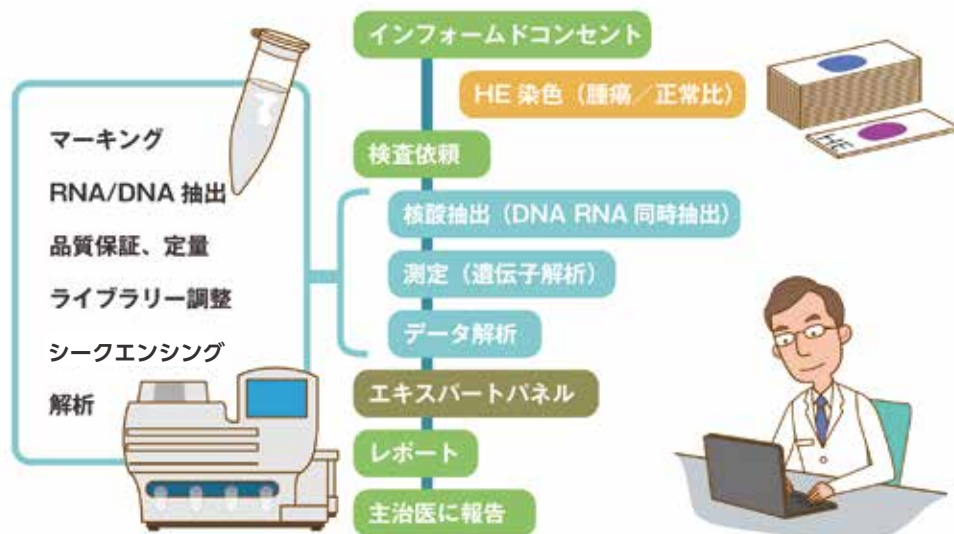 インフォームドコンセント
HE 染色（腫瘍／正常比）
HE
検査依頼
核酸抽出（DNA RNA 同時抽出）
測定（遺伝子解析）
データ解析
エキスパートパネル
レポート
主治医に報告
マーキング
RNA/DNA 抽出
品質保証、定量
ライブラリー調整
シークエンシング
解析